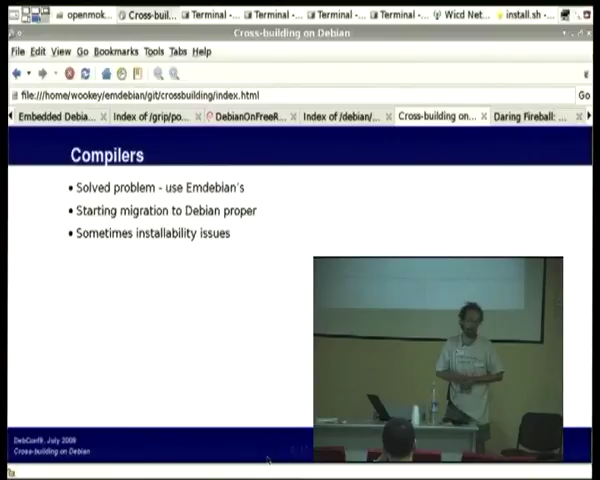 openmok...
Cross-buil...
Terminal -...
Terminal -...
Terminal -...
Terminal -...
Wicd Net...
install.sh -...
Cross-building on Debian
File Edit View Go Bookmarks Tools Tabs Help
file:///home/wookey/emdebian/git/crossbuilding/index.html
Go
Embedded Debia...
Index of /grip/po...
DebianOnFreeR...
Index of /debian/...
Cross-building on...
Daring Fireball: ...
Compilers
• Solved problem - use Emdebian's
• Starting migration to Debian proper
• Sometimes installability issues
DebConf9, July 2009
Cross-building on Debian